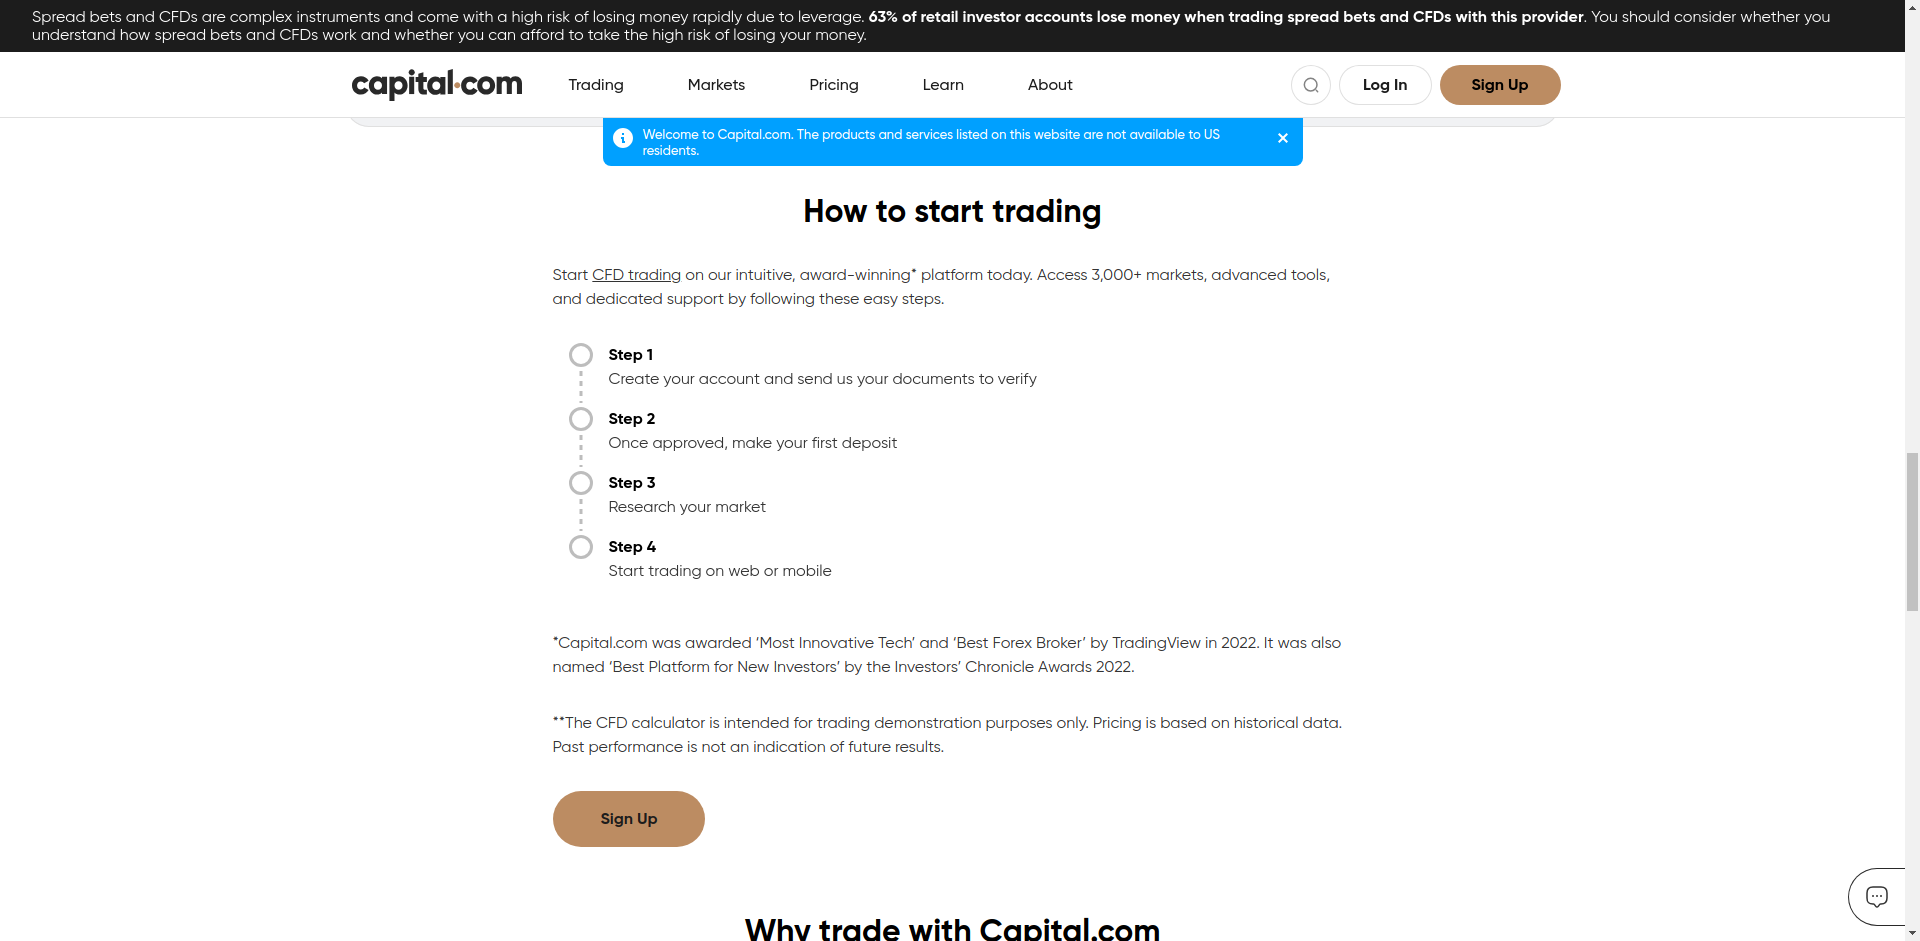 Spread bets and CFDs are complex instruments and come with a high risk of losing money rapidly due to leverage. 63% of retail investor accounts lose money when trading spread bets and CFDs with this provider. You should consider whether you
understand how spread bets and CFDs work and whether you can afford to take the high risk of losing your money.
capital.com
Trading
Markets
Pricing
Learn
About
Log In
Sign Up
Welcome to Capital.com. The products and services listed on this website are not available to US
residents.
How to start trading
Start CFD trading on our intuitive, award-winning* platform today. Access 3,000+ markets, advanced tools,
and dedicated support by following these easy steps.
Step 1
Create your account and send us your documents to verify
Step 2
Once approved, make your first deposit
Step 3
Research your market
Step 4
Start trading on web or mobile
*Capital.com was awarded ‘Most Innovative Tech’ and ‘Best Forex Broker’ by TradingView in 2022. It was also
named ‘Best Platform for New Investors’ by the Investors’ Chronicle Awards 2022.
**The CFD calculator is intended for trading demonstration purposes only. Pricing is based on historical data.
Past performance is not an indication of future results.
Sign Up
Why trade with Capital.com